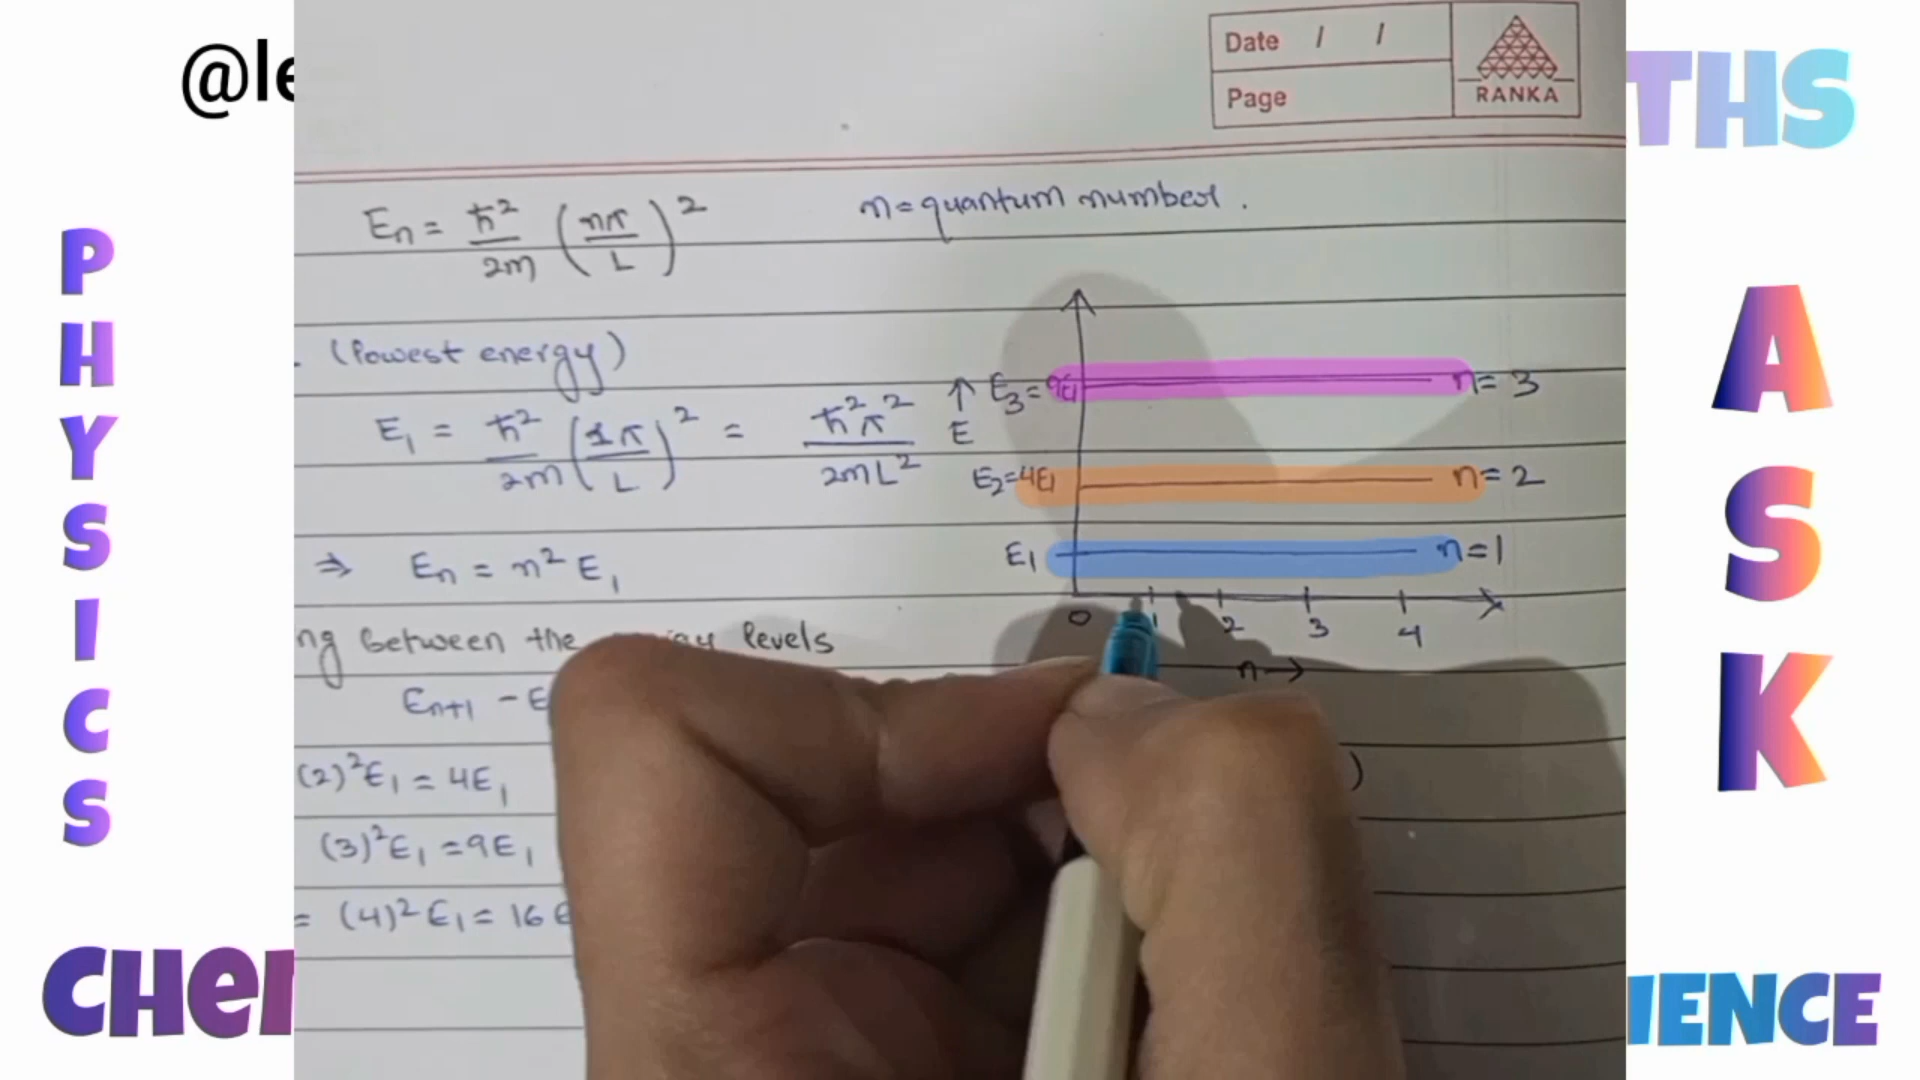 @le
THS
PHYSICS
ASK
CHE
IENCE
Date / /
Page
RANKA
Eₙ = ħ²/2m (nπ/L)²
n = quantum number.
(lowest energy)
E₁ = ħ²/2m (1π/L)² = ħ²π²/2mL²
⇒ Eₙ = n² E₁
ng between the levels
Eₙ₊₁ - E
(2)²E₁ = 4E₁
(3)²E₁ = 9E₁
= (4)²E₁ = 16 E
↑
E
E₃ = 9E₁ n = 3
E₂ = 4E₁ n = 2
E₁ n = 1
0 1 2 3 4
n →
)